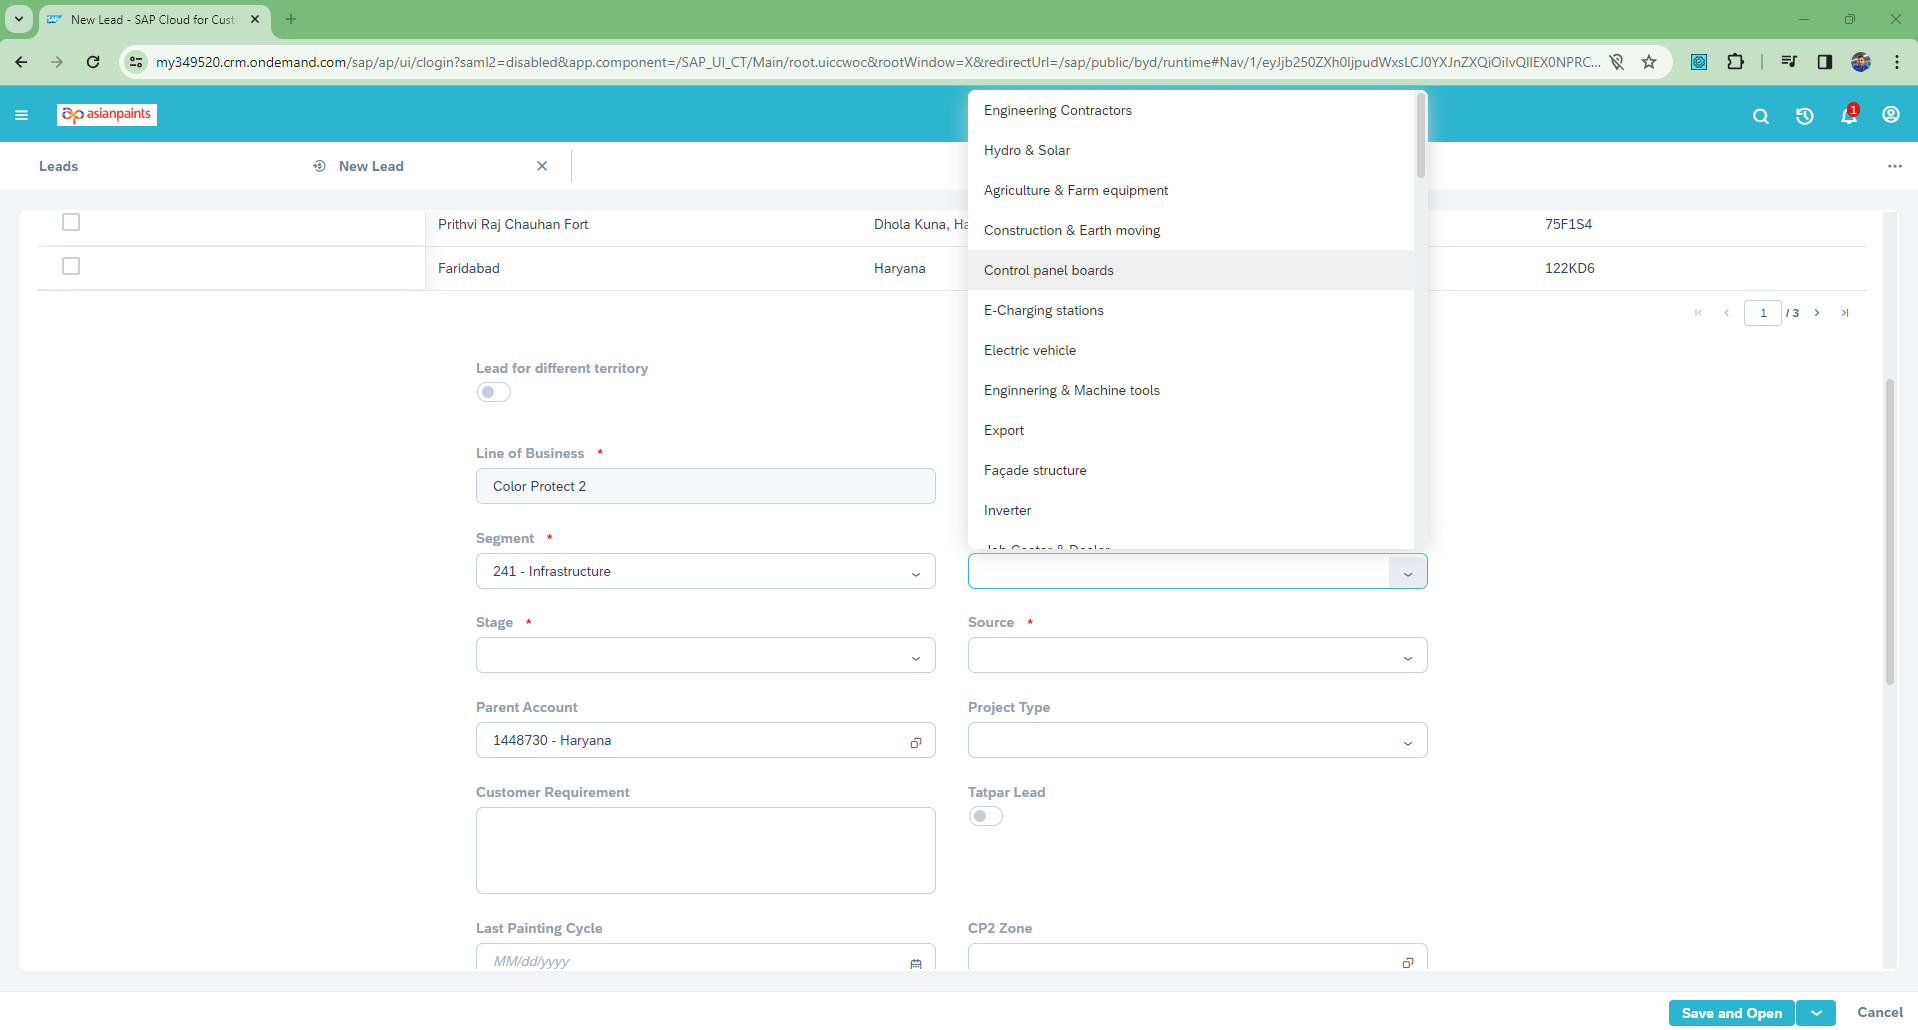 New Lead - SAP Cloud for Cust
my349520.crm.ondemand.com/sap/ap/ui/clogin?saml2=disabled&app.component=/SAP_UI_CT/Main/root.uiccwoc&rootWindow=X&redirectUrl=/sap/public/byd/runtime#Nav/1/eyJjb250ZXh0IjpudWxsLCJ0YXJnZXQiOiIvQllEX0NPRC...
asianpaints
1
Leads
New Lead
Engineering Contractors
Hydro & Solar
Agriculture & Farm equipment
Construction & Earth moving
Control panel boards
E-Charging stations
Electric vehicle
Enginnering & Machine tools
Export
Façade structure
Inverter
Prithvi Raj Chauhan Fort
Dhola Kuna, Ha
75F1S4
Faridabad
Haryana
122KD6
1 / 3
Lead for different territory
Line of Business *
Color Protect 2
Segment *
241 - Infrastructure
Stage *
Source *
Parent Account
1448730 - Haryana
Project Type
Customer Requirement
Tatpar Lead
Last Painting Cycle
MM/dd/yyyy
CP2 Zone
Save and Open
Cancel